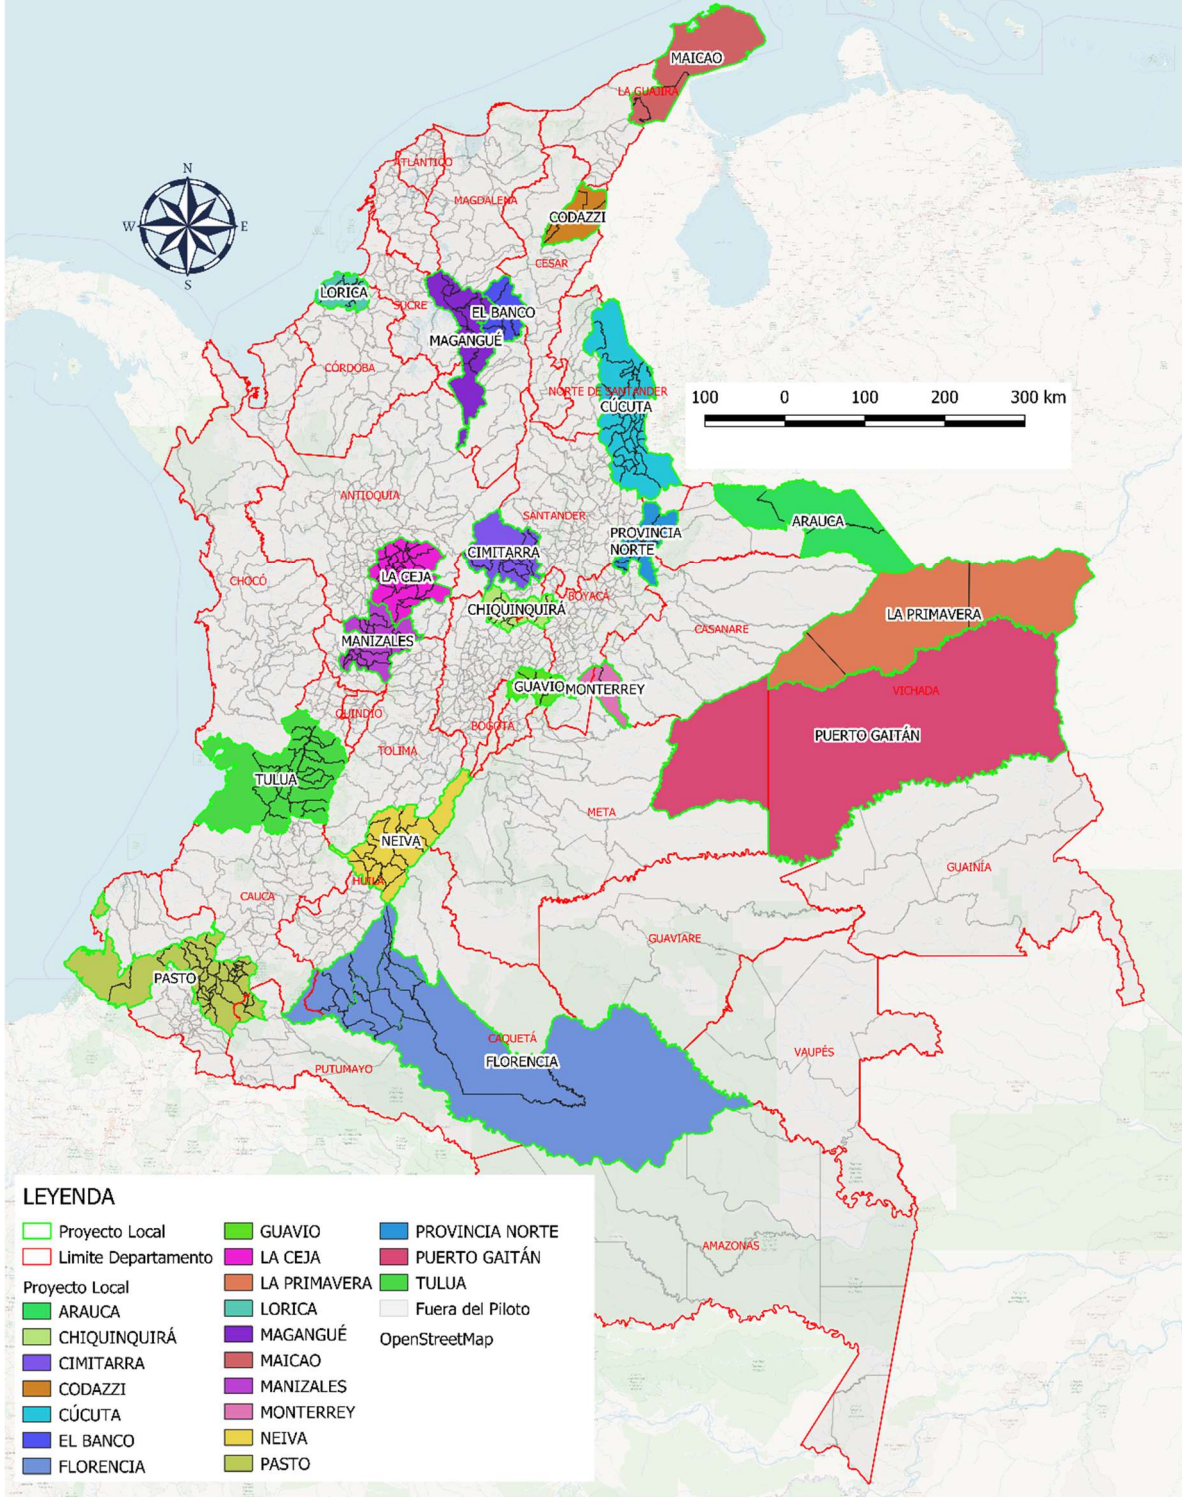 MAICAO
LA GUAJIRA
ATLÁNTICO
MAGDALENA
N
W
E
S
CODAZZI
CESAR
LORICA
SUCRE
EL BANCO
MAGANGUÉ
CÓRDOBA
NORTE DE SANTANDER
CÚCUTA
100 0 100 200 300 km
ANTIOQUIA
SANTANDER
ARAUCA
PROVINCIA
NORTE
CIMITARRA
LA CEJA
CHOCÓ
BOYACÁ
CHIQUINQUIRÁ
LA PRIMAVERA
CASANARE
MANIZALES
GUAVIO
MONTERREY
VICHADA
QUINDIO
BOGOTÁ
PUERTO GAITÁN
TOLIMA
TULUA
META
NEIVA
HUILA
GUAINÍA
CAUCA
GUAVIARE
PASTO
CAQUETÁ
FLORENCIA
VAUPÉS
PUTUMAYO
AMAZONAS
LEYENDA
Proyecto Local
Limite Departamento
Proyecto Local
ARAUCA
CHIQUINQUIRÁ
CIMITARRA
CODAZZI
CÚCUTA
EL BANCO
FLORENCIA
GUAVIO
LA CEJA
LA PRIMAVERA
LORICA
MAGANGUÉ
MAICAO
MANIZALES
MONTERREY
NEIVA
PASTO
PROVINCIA NORTE
PUERTO GAITÁN
TULUA
Fuera del Piloto
OpenStreetMap